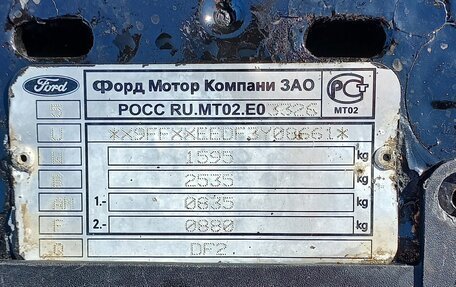 Ford
Форд Мотор Компани ЗАО
РОСС RU.MT02.E03326
MT02
1595 kg
2535 kg
1.- 0835 kg
2.- 0880 kg
DF2.